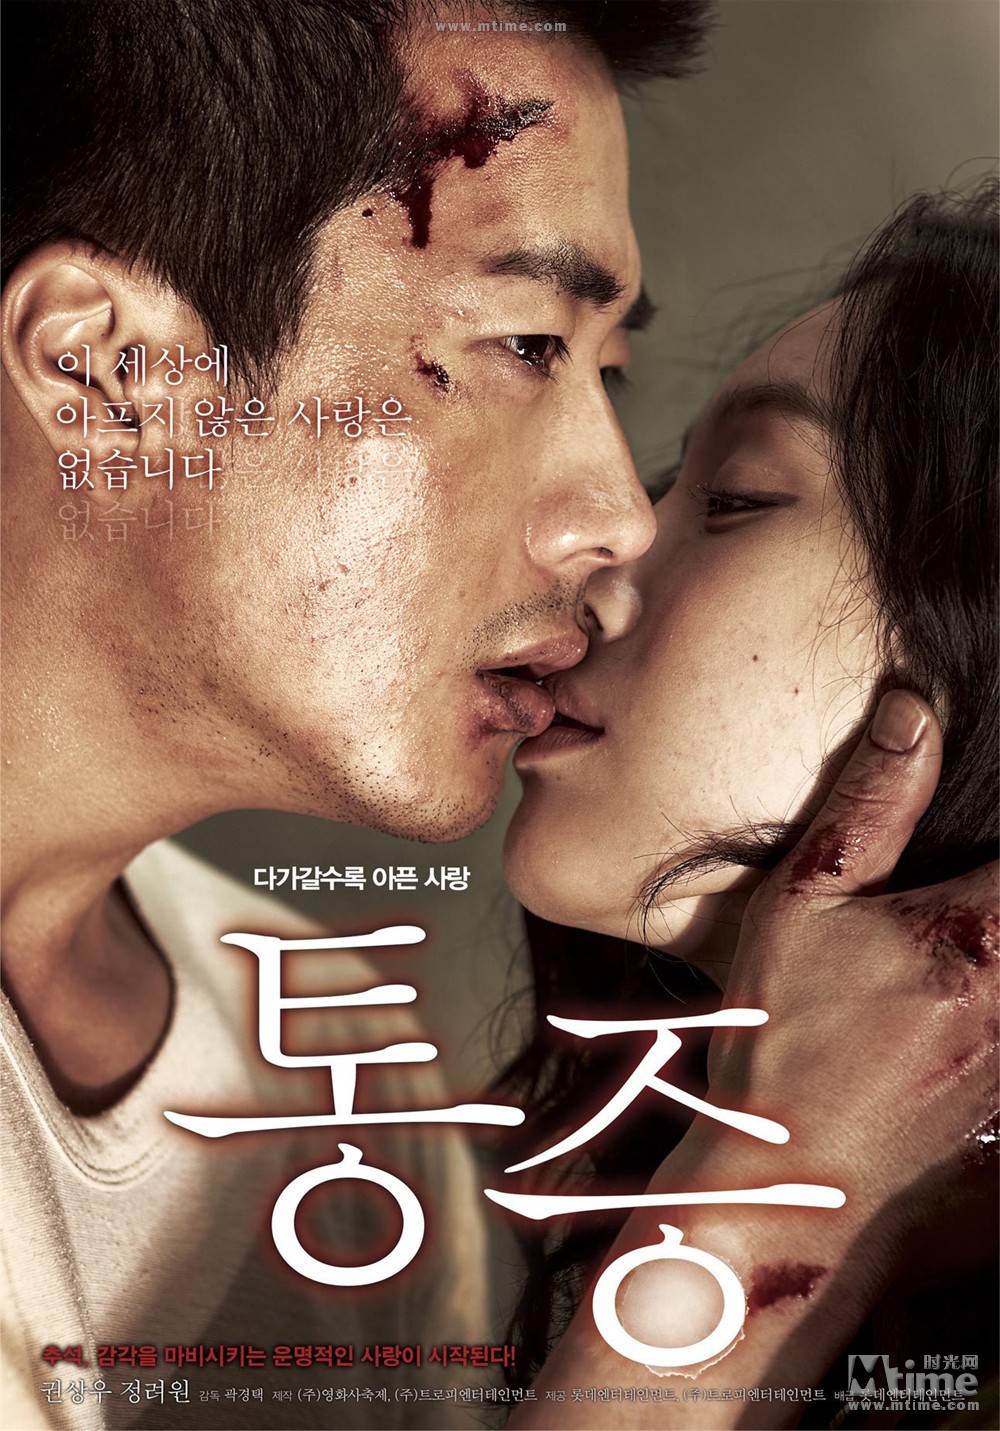 www.mtime.com
이 세상에
아프지 않은 사랑은
없습니다은 사랑은
없습니다
다가갈수록 아픈 사랑
통증
추석, 감각을 마비시키는 운명적인 사랑이 시작된다!
권상우 정려원 감독 곽경택 제작 (주)영화사축제, (주)트로피엔터테인먼트 제공 롯데엔터테인먼트, (주)트로피엔터테인먼트 배급 롯데엔터테인먼트
Mtime 时光网
www.mtime.com